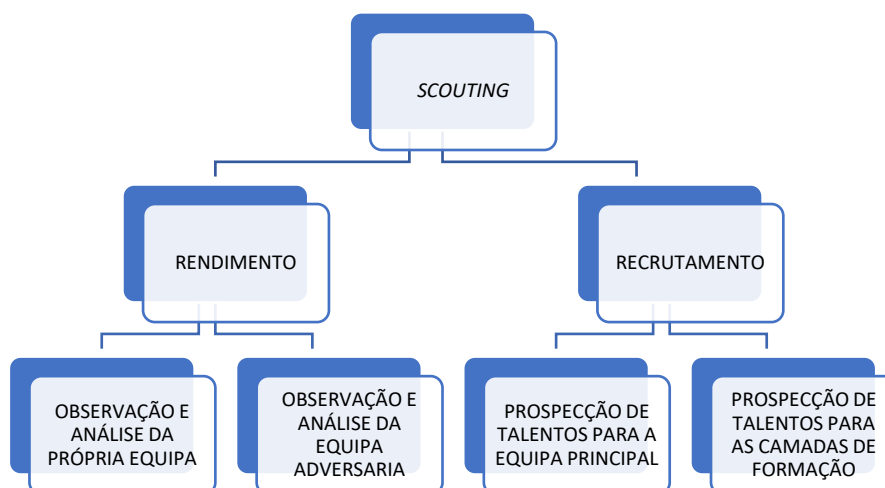 SCOUTING
RENDIMENTO
RECRUTAMENTO
OBSERVAÇÃO E
ANÁLISE DA
PRÓPRIA EQUIPA
OBSERVAÇÃO E
ANÁLISE DA
EQUIPA
ADVERSARIA
PROSPECÇÃO DE
TALENTOS PARA A
EQUIPA PRINCIPAL
PROSPECÇÃO DE
TALENTOS PARA
AS CAMADAS DE
FORMAÇÃO